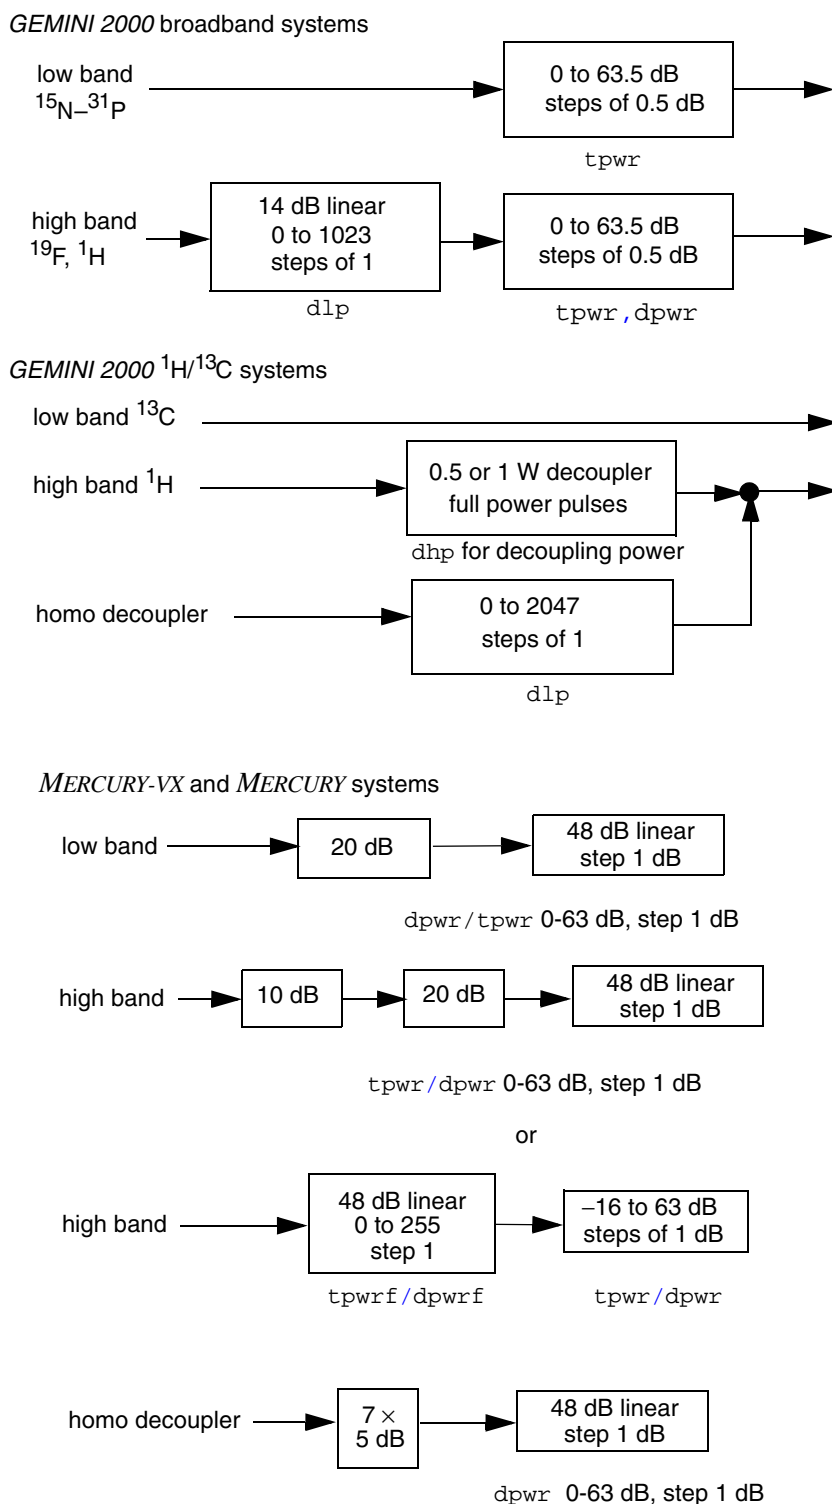 GEMINI 2000 broadband systems
low band
¹⁵N–³¹P
0 to 63.5 dB
steps of 0.5 dB
tpwr
high band
¹⁹F, ¹H
14 dB linear
0 to 1023
steps of 1
dlp
0 to 63.5 dB
steps of 0.5 dB
tpwr,dpwr
GEMINI 2000 ¹H/¹³C systems
low band ¹³C
high band ¹H
0.5 or 1 W decoupler
full power pulses
dhp for decoupling power
homo decoupler
0 to 2047
steps of 1
dlp
MERCURY-VX and MERCURY systems
low band
20 dB
48 dB linear
step 1 dB
dpwr/tpwr 0-63 dB, step 1 dB
high band
10 dB
20 dB
48 dB linear
step 1 dB
tpwr/dpwr 0-63 dB, step 1 dB
or
high band
48 dB linear
0 to 255
step 1
tpwrf/dpwrf
–16 to 63 dB
steps of 1 dB
tpwr/dpwr
homo decoupler
7 ×
5 dB
48 dB linear
step 1 dB
dpwr 0-63 dB, step 1 dB